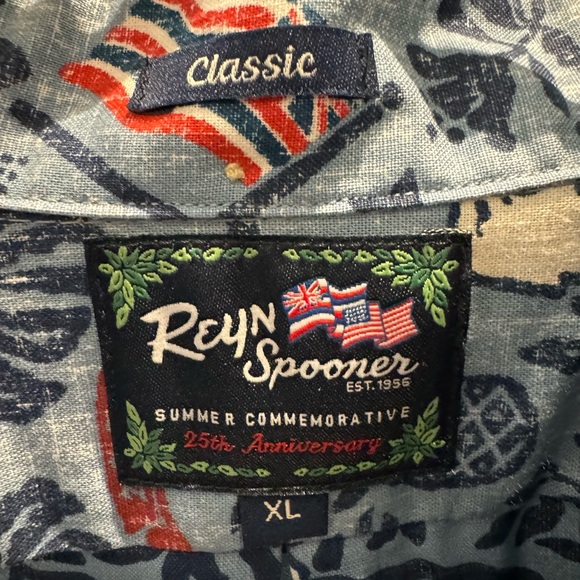 Classic
REYN
Spooner
EST. 1956
SUMMER COMMEMORATIVE
25th Anniversary
XL